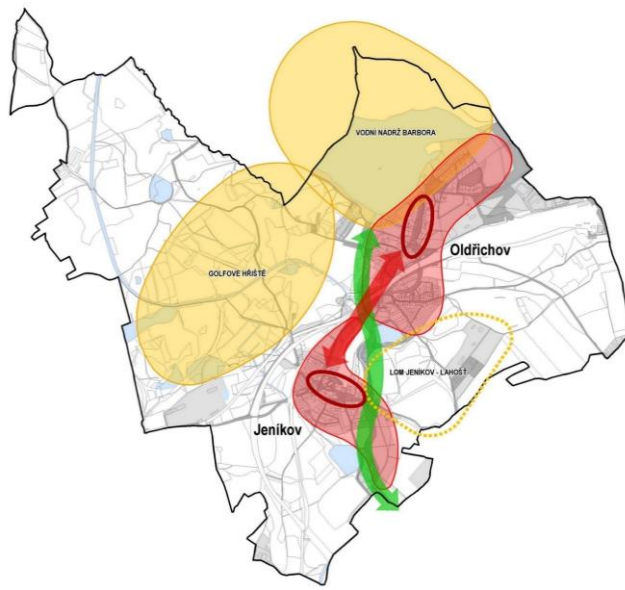 VODNÍ NÁDRŽ BARBORA
Oldřichov
GOLFOVÉ HŘIŠTĚ
LOM JENÍKOV - LAHOŠŤ
Jeníkov